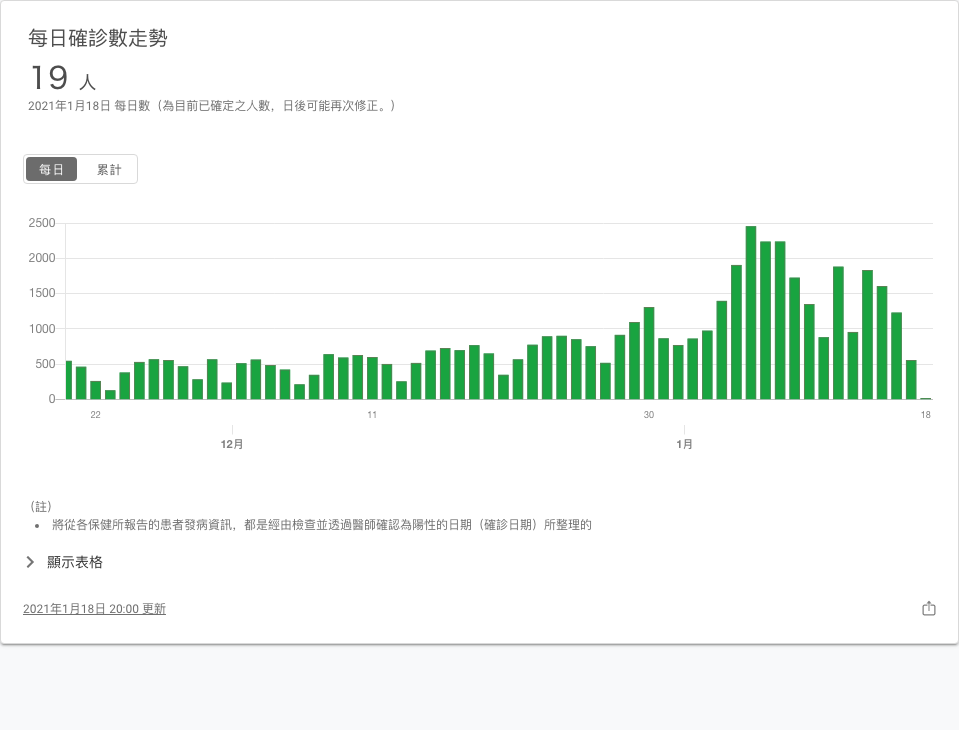 每日確診數走勢
19 人
2021年1月18日 每日數（為目前已確定之人數，日後可能再次修正。）
每日 累計
2500
2000
1500
1000
500
0
22 11 30 18
12月 1月
（註）
• 將從各保健所報告的患者發病資訊，都是經由檢查並透過醫師確認為陽性的日期（確診日期）所整理的
顯示表格
2021年1月18日 20:00 更新